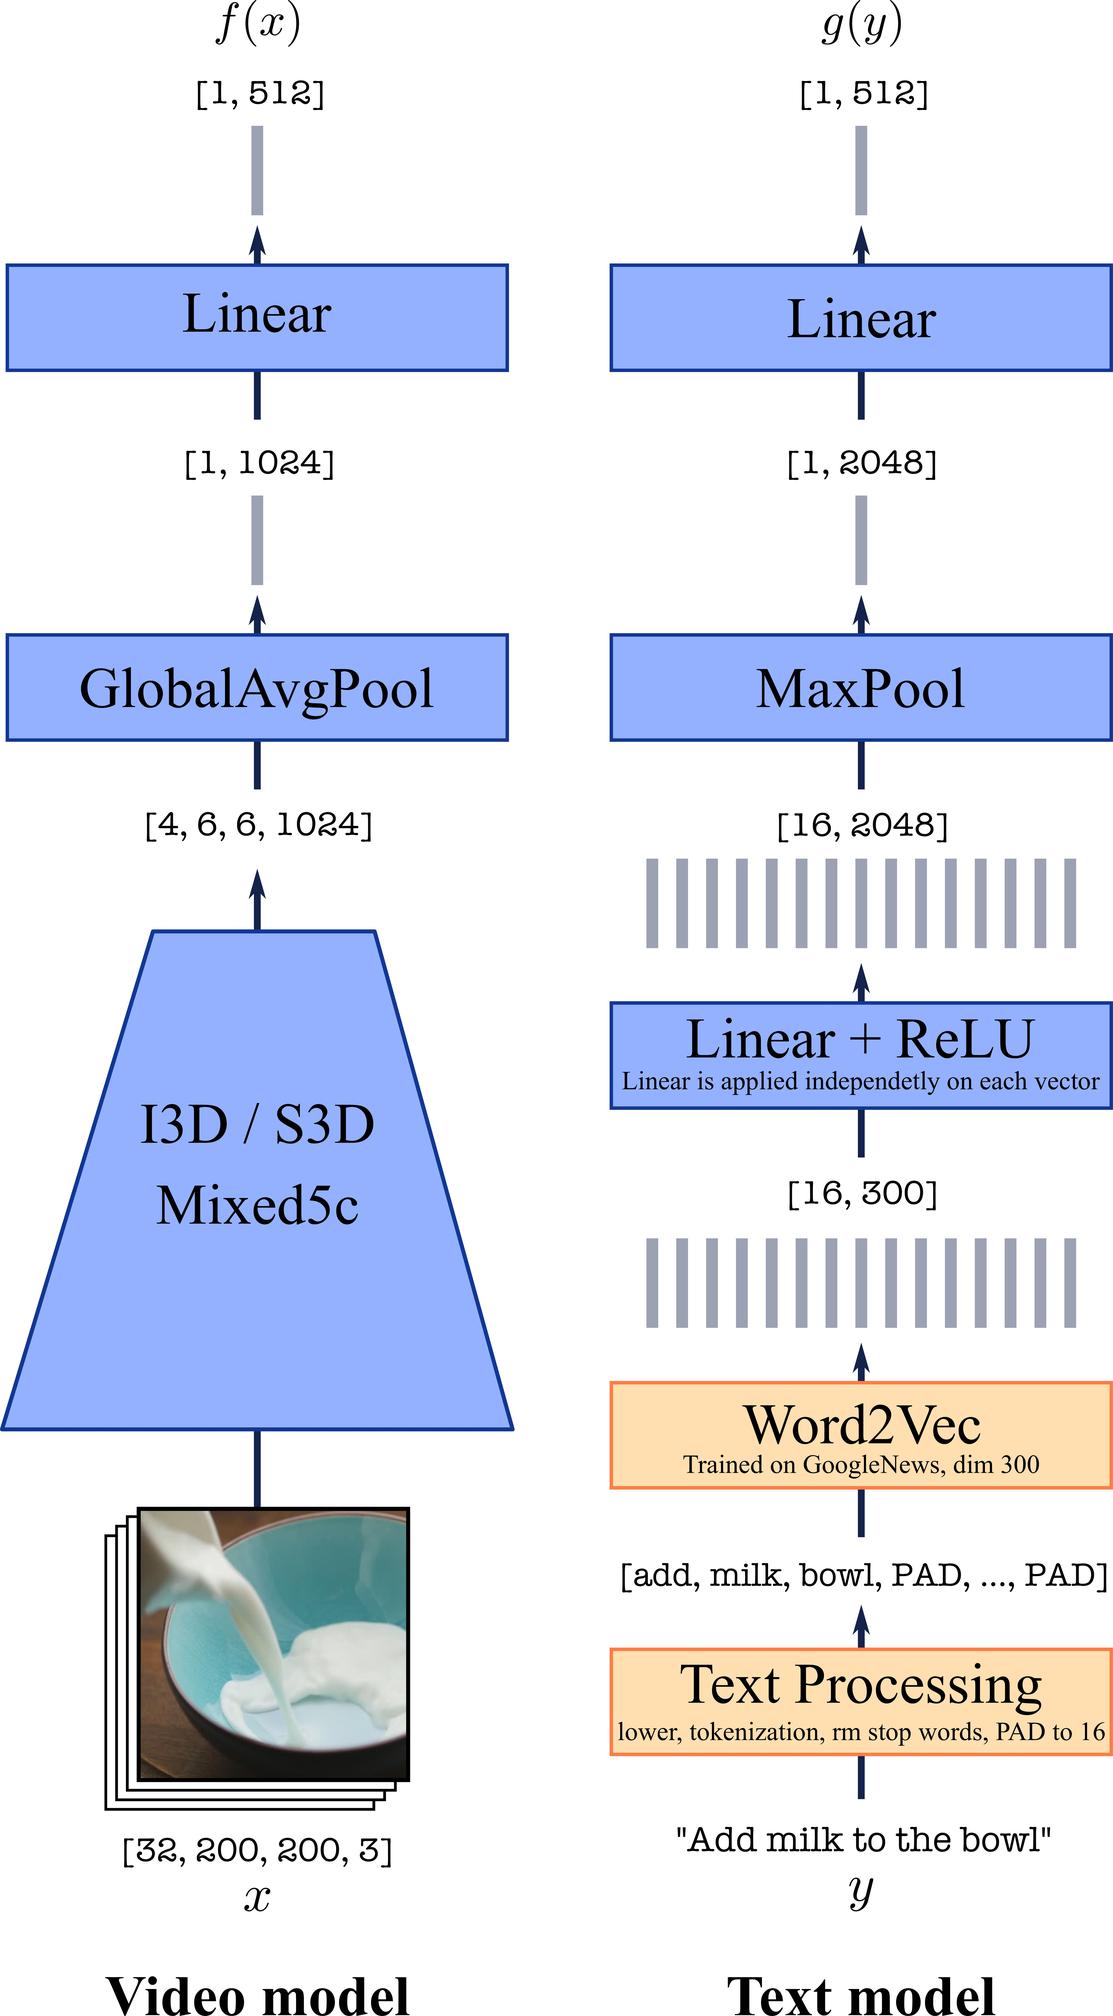 f(x)
[1, 512]
Linear
[1, 1024]
GlobalAvgPool
[4, 6, 6, 1024]
I3D / S3D
Mixed5c
[32, 200, 200, 3]
x
Video model
g(y)
[1, 512]
Linear
[1, 2048]
MaxPool
[16, 2048]
Linear + ReLU
Linear is applied independetly on each vector
[16, 300]
Word2Vec
Trained on GoogleNews, dim 300
[add, milk, bowl, PAD, ..., PAD]
Text Processing
lower, tokenization, rm stop words, PAD to 16
"Add milk to the bowl"
y
Text model